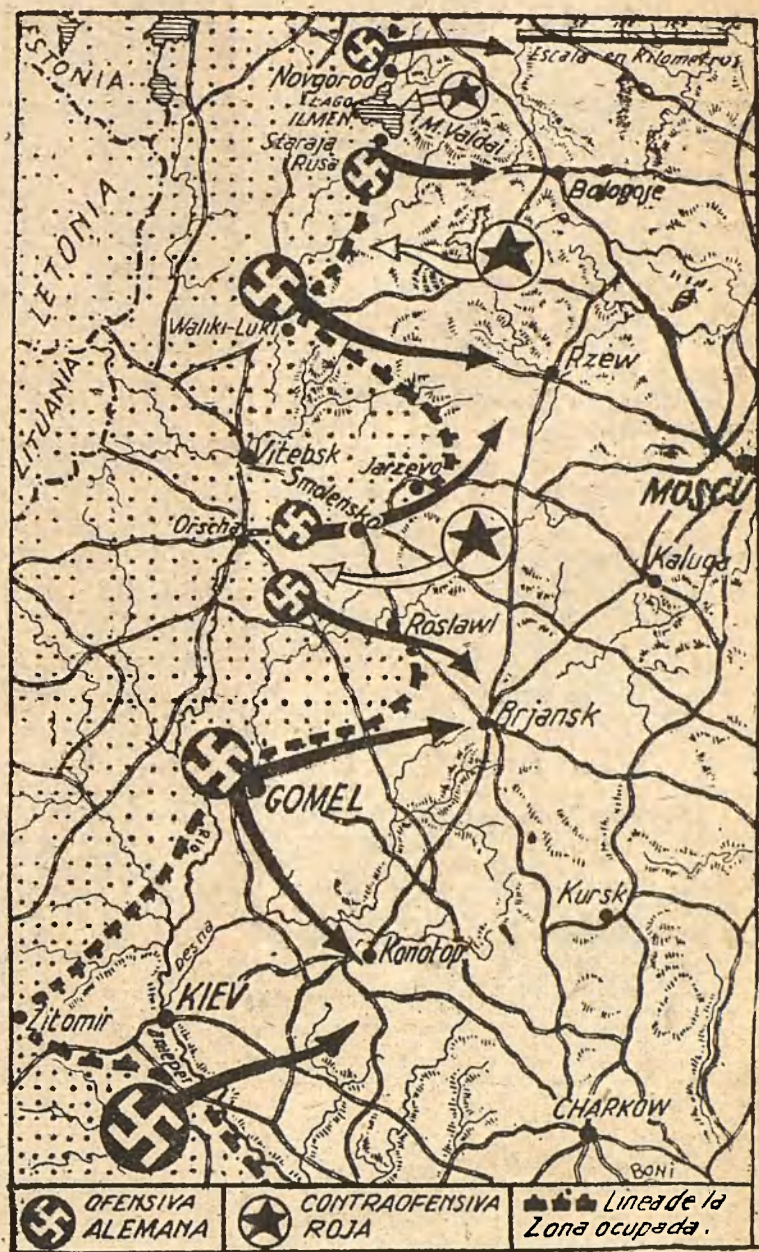 ESTONIA
Novgorod
Escala en Kilometros
LAGO
ILMEN
M. Valdai
Staraja
Rusa
Bologoje
LETONIA
Waliki-Luki
Rzew
LITUANIA
Vitebsk
Jarzevo
MOSCU
Smolensko
Orscha
Kaluga
Roslawl
Brjansk
GOMEL
RIO
Kursk
Desna
Konotop
KIEV
Zitomir
Dnieper
CHARKOW
BONI
OFENSIVA
ALEMANA
CONTRAOFENSIVA
ROJA
Linea de la
Zona ocupada.